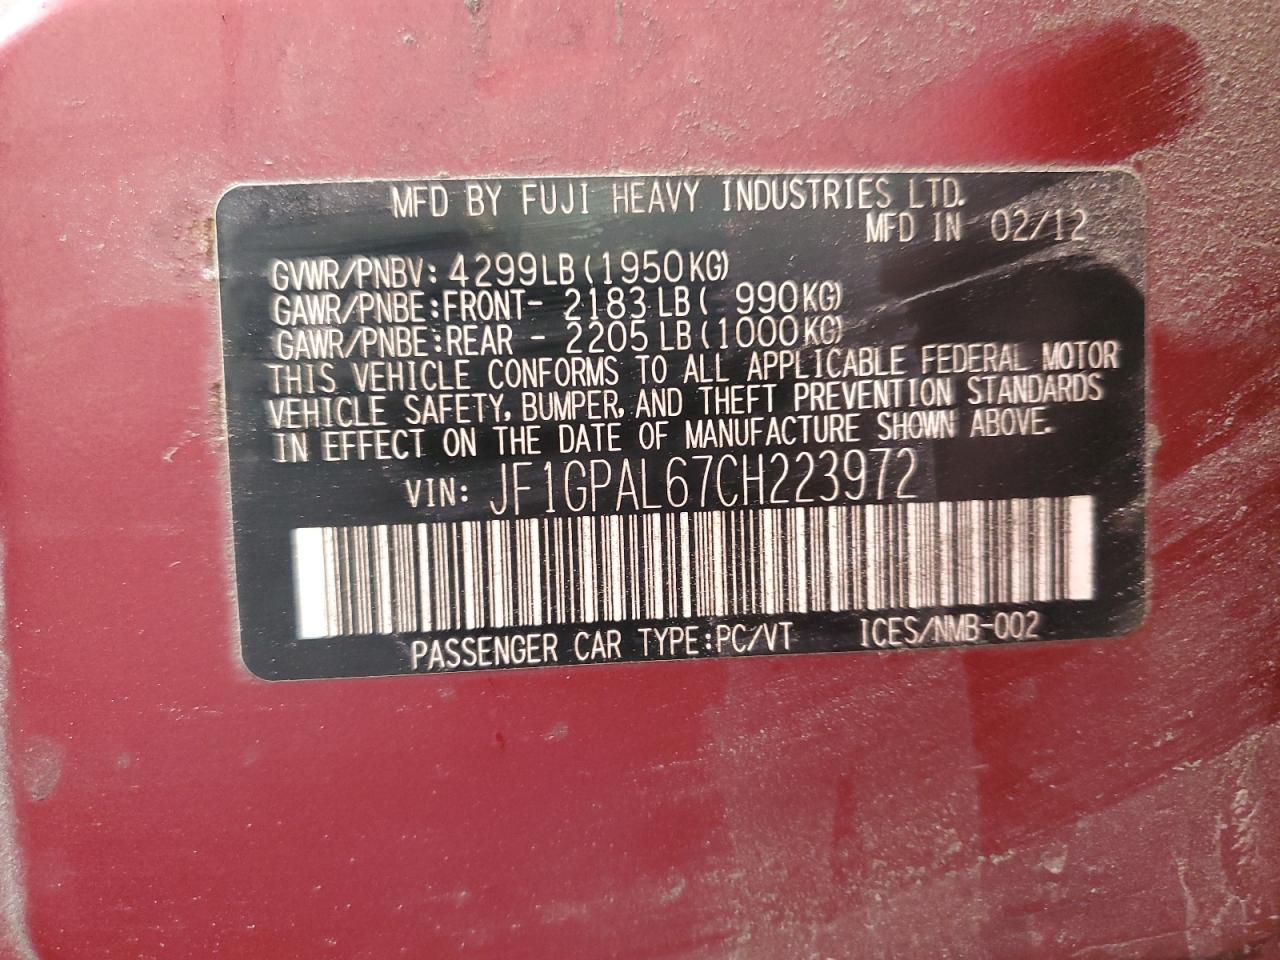 MFD BY FUJI HEAVY INDUSTRIES LTD.
MFD IN 02/12
GVWR/PNBV: 4299LB (1950KG)
GAWR/PNBE:FRONT- 2183 LB ( 990KG)
GAWR/PNBE:REAR - 2205 LB (1000KG)
THIS VEHICLE CONFORMS TO ALL APPLICABLE FEDERAL MOTOR
VEHICLE SAFETY, BUMPER, AND THEFT PREVENTION STANDARDS
IN EFFECT ON THE DATE OF MANUFACTURE SHOWN ABOVE.
VIN: JF1GPAL67CH223972
PASSENGER CAR TYPE:PC/VT ICES/NMB-002